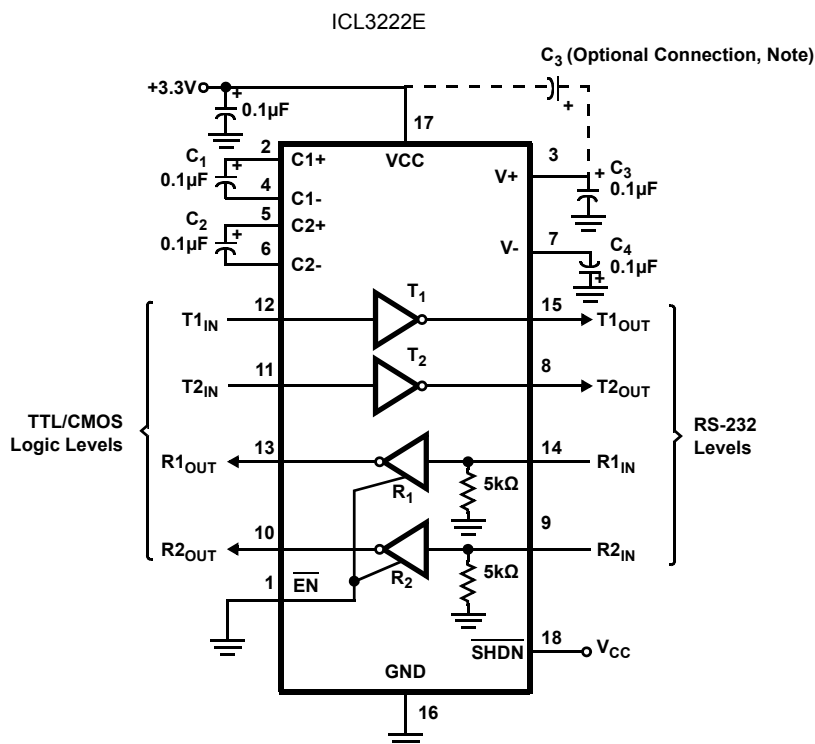 ICL3222E
C3 (Optional Connection, Note)
+3.3V
+
0.1µF
17
VCC
2
C1+
C1
0.1µF
+
4
C1-
5
C2+
C2
0.1µF
+
6
C2-
3
V+
+
C3
0.1µF
+
7
V-
C4
0.1µF
+
T1IN
12
T1
15
T1OUT
T2IN
11
T2
8
T2OUT
TTL/CMOS
Logic Levels
RS-232
Levels
R1OUT
13
R1
14
R1IN
5kΩ
R2OUT
10
R2
9
R2IN
5kΩ
1
EN
SHDN
18
VCC
GND
16